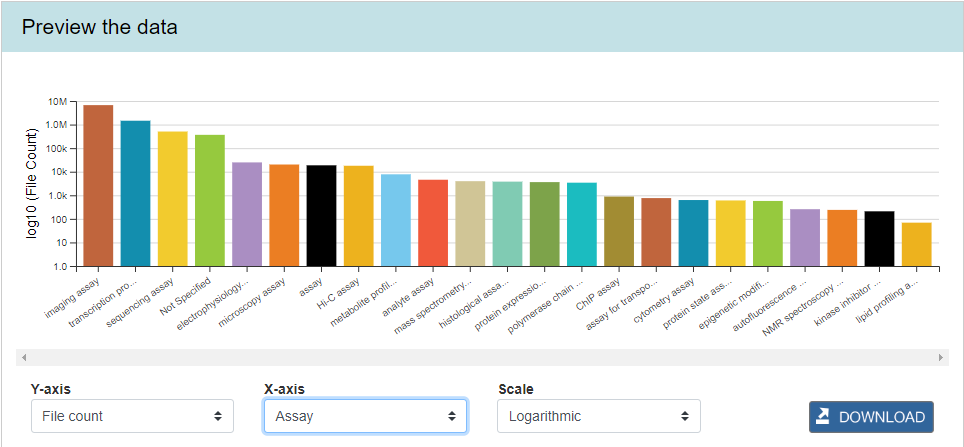 Preview the data
log10 (File Count)
10M
1.0M
100k
10k
1.0k
100
10
1.0
imaging assay
transcription pro...
sequencing assay
Not Specified
electrophysiology...
microscopy assay
assay
Hi-C assay
metabolite profil...
analyte assay
mass spectrometry...
histological assa...
protein expressio...
polymerase chain ...
ChIP assay
assay for transpo...
cytometry assay
protein state ass...
epigenetic modifi...
autofluorescence ...
NMR spectroscopy ...
kinase inhibitor ...
lipid profiling a...
Y-axis X-axis Scale
File count Assay Logarithmic DOWNLOAD